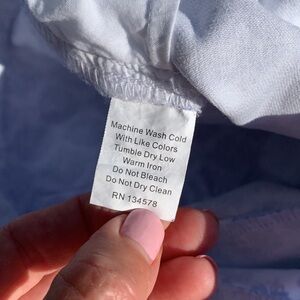 Machine Wash Cold
With Like Colors
Tumble Dry Low
Warm Iron
Do Not Bleach
Do Not Dry Clean
RN 134578